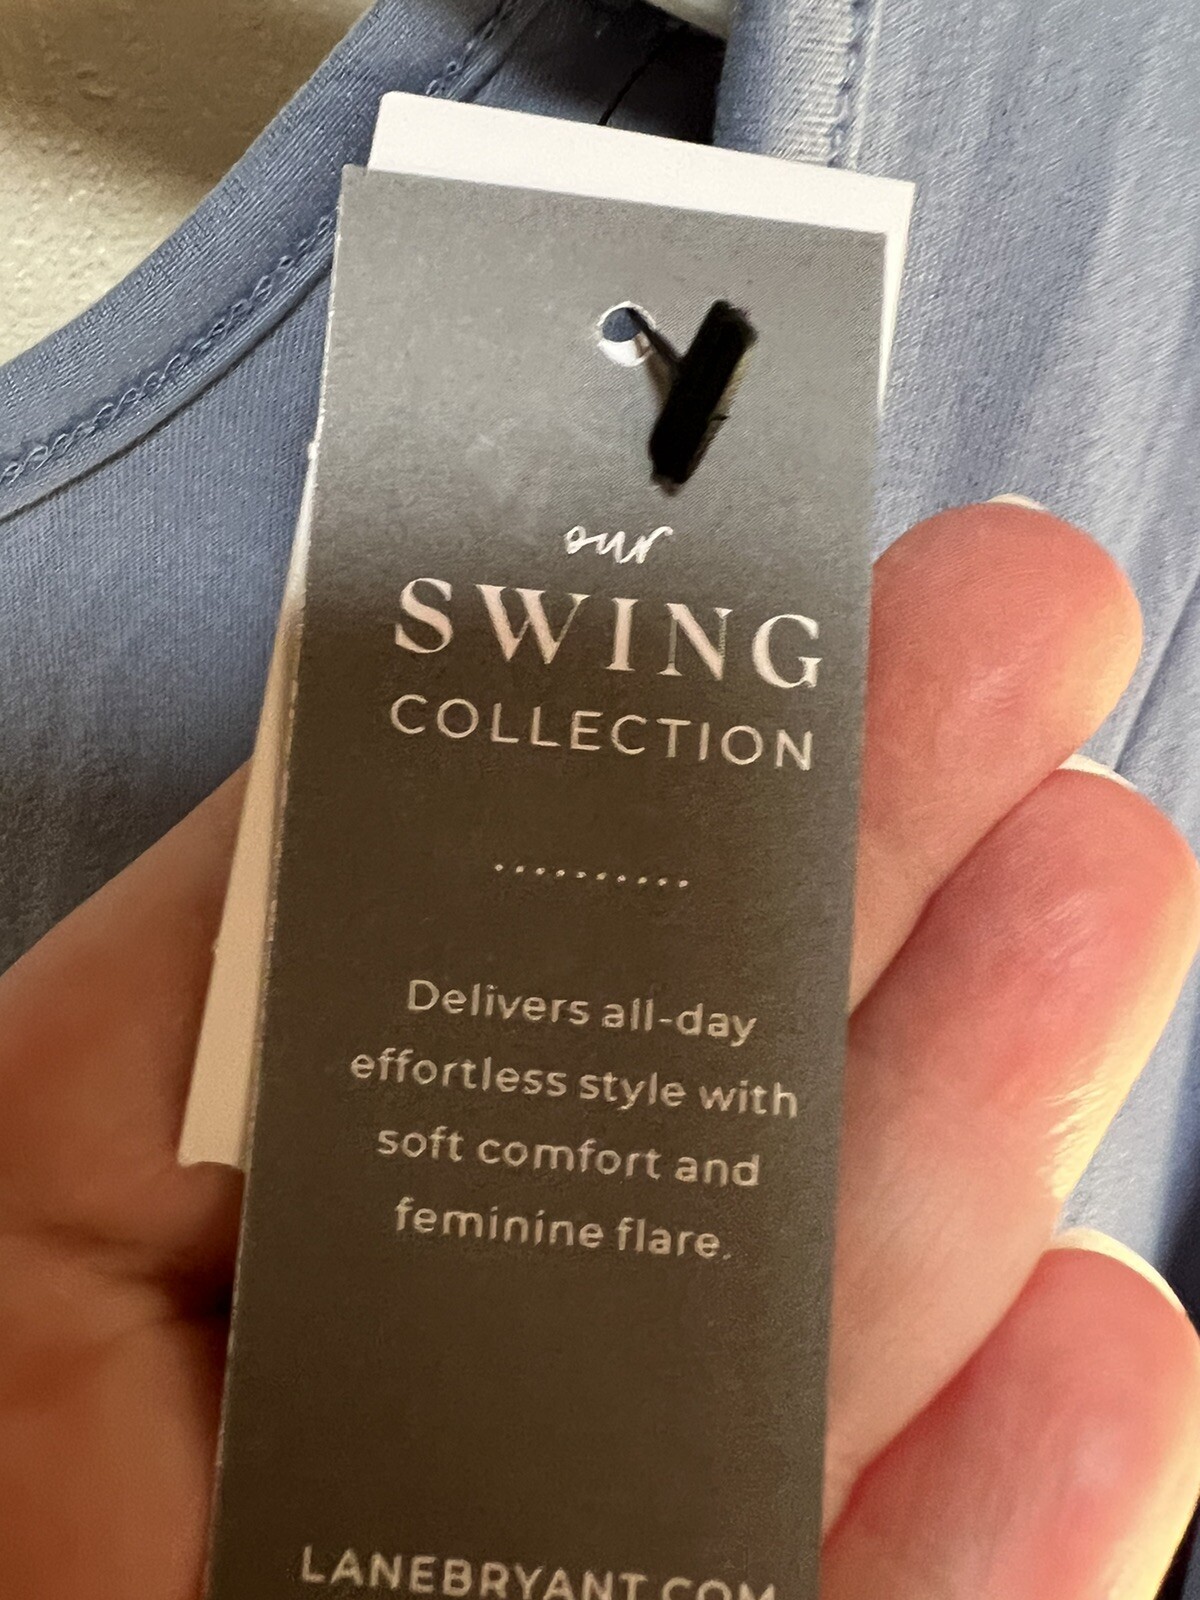 our
SWING
COLLECTION
Delivers all-day
effortless style with
soft comfort and
feminine flare.
LANEBRYANT.COM